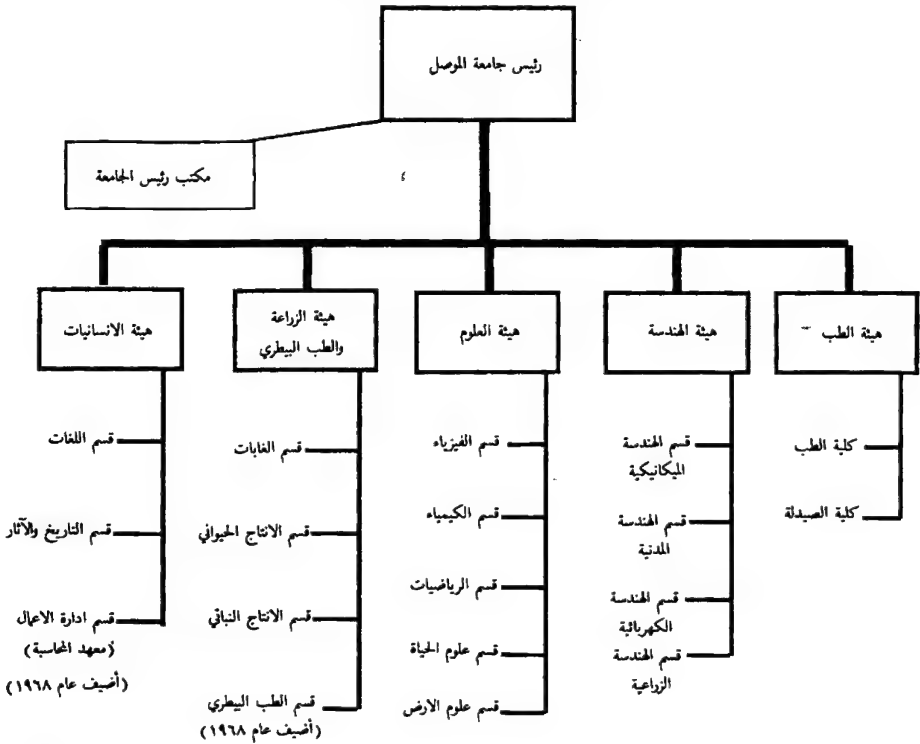 رئيس جامعة الموصل
مكتب رئيس الجامعة
هيئة الطب
كلية الطب
كلية الصيدلة
هيئة الهندسة
قسم الهندسة
الميكانيكية
قسم الهندسة
المدنية
قسم الهندسة
الكهربائية
قسم الهندسة
الزراعية
هيئة العلوم
قسم الفيزياء
قسم الكيمياء
قسم الرياضيات
قسم علوم الحياة
قسم علوم الارض
هيئة الزراعة
والطب البيطري
قسم الغابات
قسم الانتاج الحيواني
قسم الانتاج النباتي
قسم الطب البيطري
(أضيف عام ١٩٦٨)
هيئة الانسانيات
قسم اللغات
قسم التاريخ والآثار
قسم ادارة الاعمال
(معهد المحاسبة)
(أضيف عام ١٩٦٨)